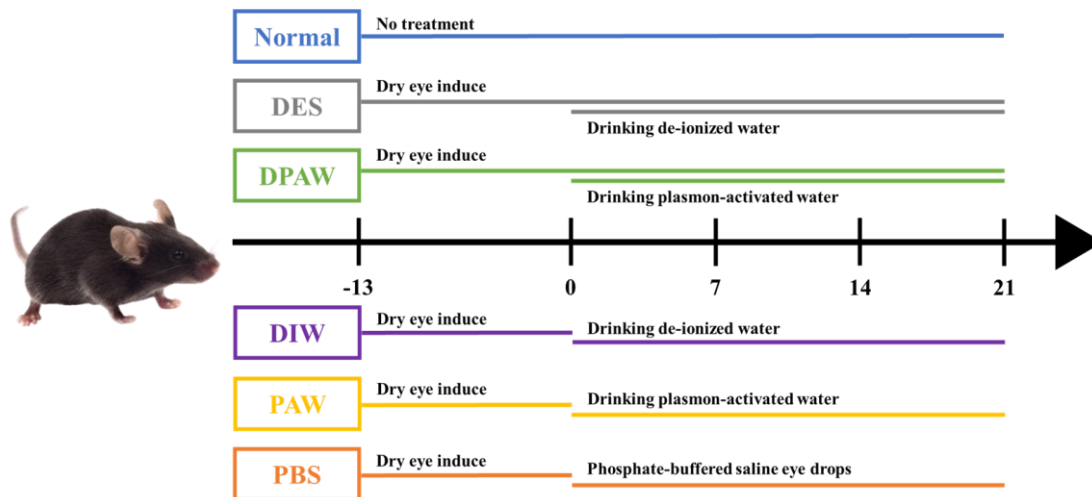 Normal
No treatment
DES
Dry eye induce
Drinking de-ionized water
DPAW
Dry eye induce
Drinking plasmon-activated water
-13 0 7 14 21
DIW
Dry eye induce
Drinking de-ionized water
PAW
Dry eye induce
Drinking plasmon-activated water
PBS
Dry eye induce
Phosphate-buffered saline eye drops